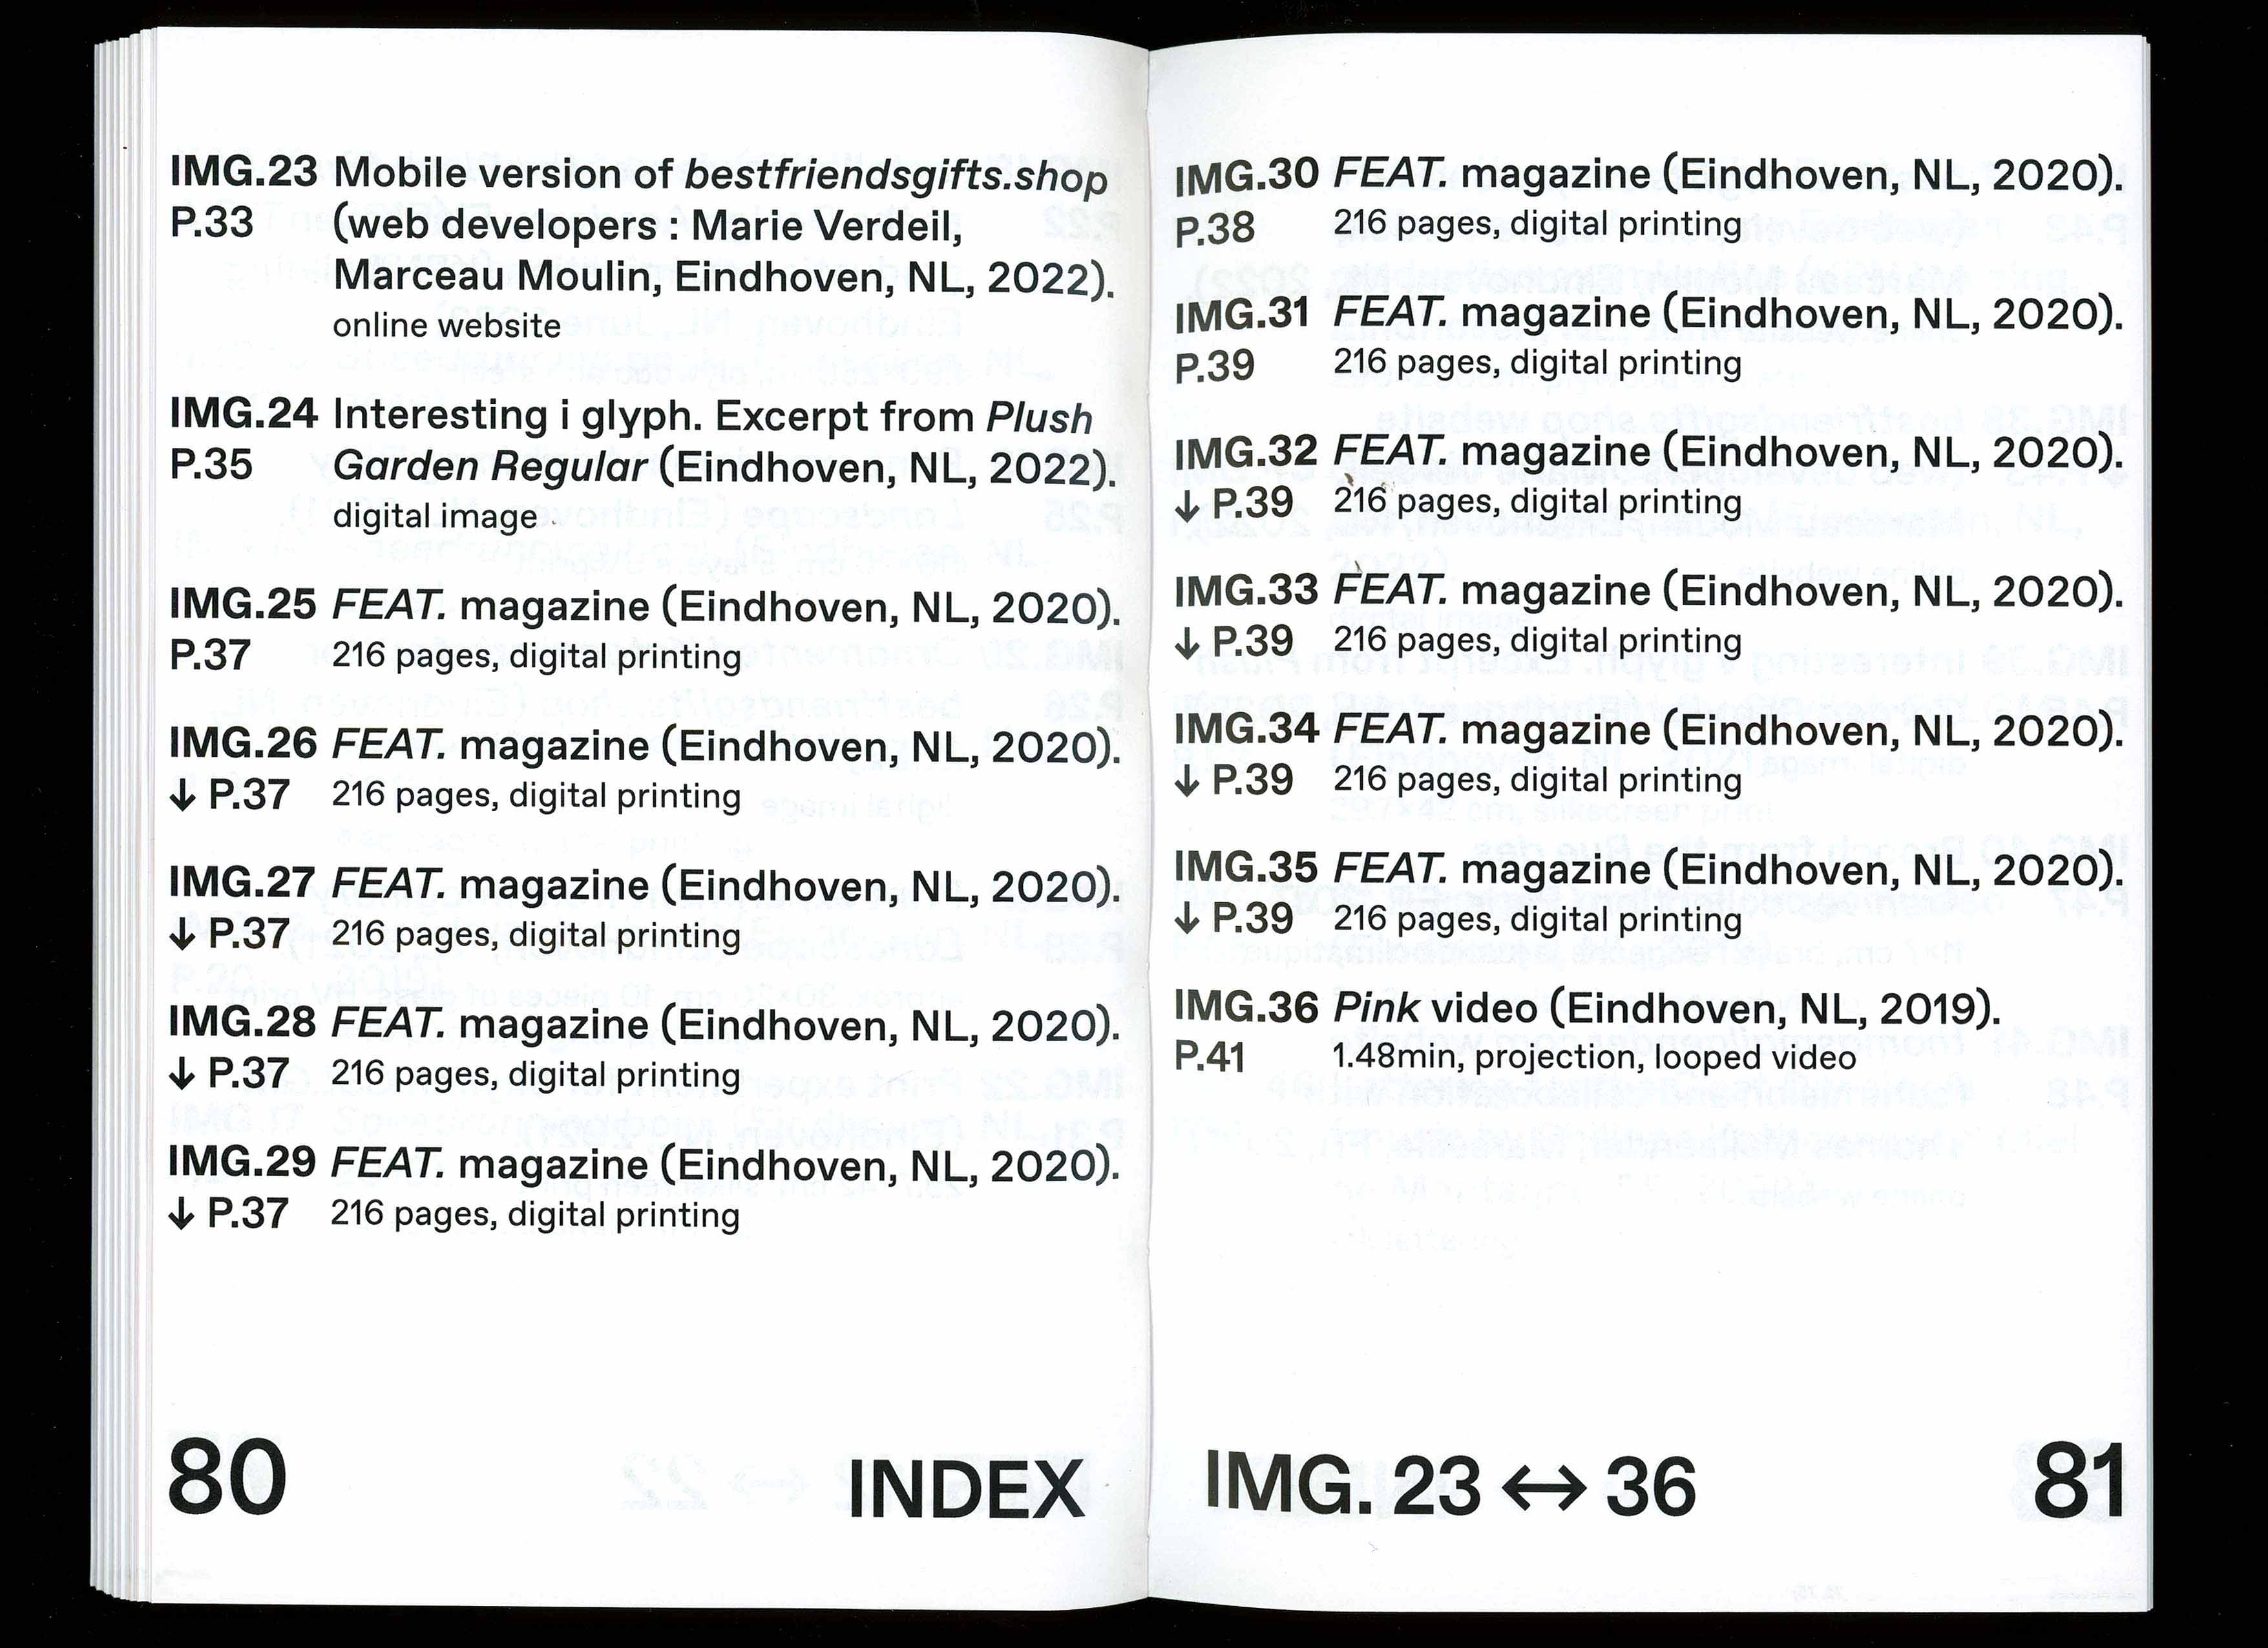 IMG.23 Mobile version of bestfriendsgifts.shop
P.33 (web developers : Marie Verdeil,
Marceau Moulin, Eindhoven, NL, 2022).
online website
IMG.24 Interesting i glyph. Excerpt from Plush
P.35 Garden Regular (Eindhoven, NL, 2022).
digital image
IMG.25 FEAT. magazine (Eindhoven, NL, 2020).
P.37 216 pages, digital printing
IMG.26 FEAT. magazine (Eindhoven, NL, 2020).
↓ P.37 216 pages, digital printing
IMG.27 FEAT. magazine (Eindhoven, NL, 2020).
↓ P.37 216 pages, digital printing
IMG.28 FEAT. magazine (Eindhoven, NL, 2020).
↓ P.37 216 pages, digital printing
IMG.29 FEAT. magazine (Eindhoven, NL, 2020).
↓ P.37 216 pages, digital printing
80 INDEX
IMG.30 FEAT. magazine (Eindhoven, NL, 2020).
P.38 216 pages, digital printing
IMG.31 FEAT. magazine (Eindhoven, NL, 2020).
P.39 216 pages, digital printing
IMG.32 FEAT. magazine (Eindhoven, NL, 2020).
↓ P.39 216 pages, digital printing
IMG.33 FEAT. magazine (Eindhoven, NL, 2020).
↓ P.39 216 pages, digital printing
IMG.34 FEAT. magazine (Eindhoven, NL, 2020).
↓ P.39 216 pages, digital printing
IMG.35 FEAT. magazine (Eindhoven, NL, 2020).
↓ P.39 216 pages, digital printing
IMG.36 Pink video (Eindhoven, NL, 2019).
P.41 1.48min, projection, looped video
IMG. 23 ↔ 36 81